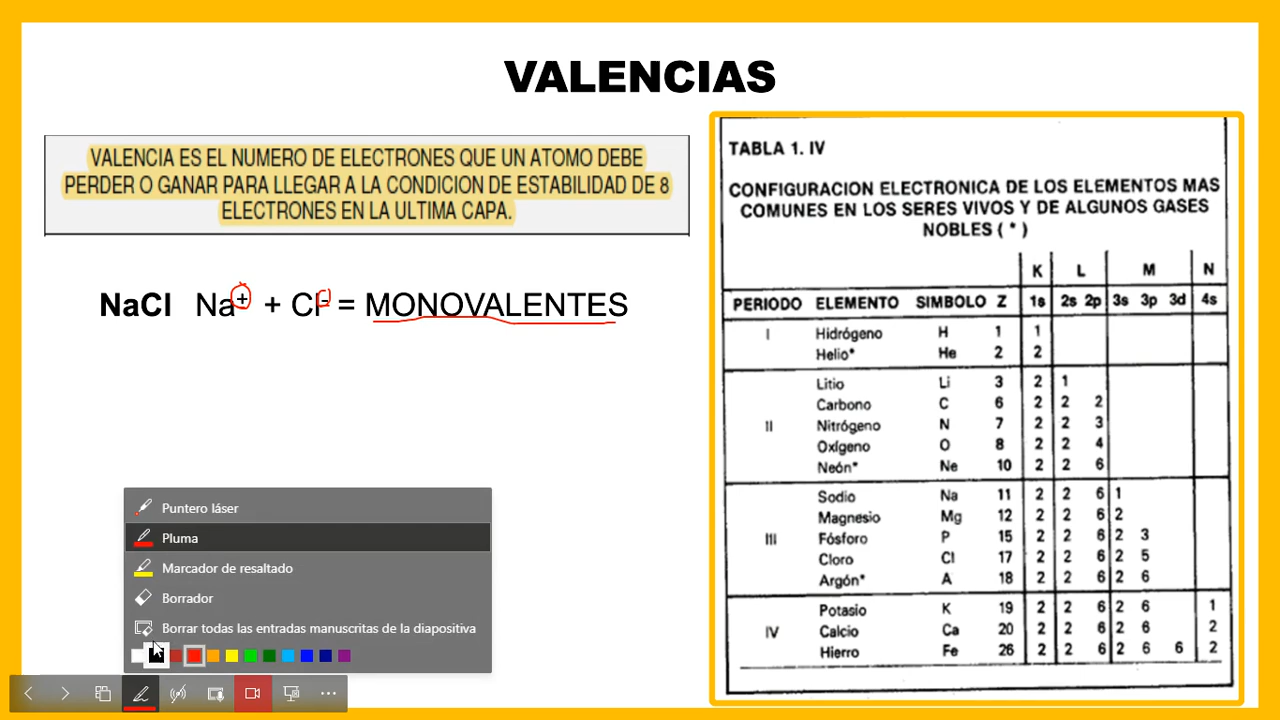 VALENCIAS
VALENCIA ES EL NUMERO DE ELECTRONES QUE UN ATOMO DEBE
PERDER O GANAR PARA LLEGAR A LA CONDICION DE ESTABILIDAD DE 8
ELECTRONES EN LA ULTIMA CAPA.
NaCl Na+ + Cl- = MONOVALENTES
TABLA 1. IV
CONFIGURACION ELECTRONICA DE LOS ELEMENTOS MAS
COMUNES EN LOS SERES VIVOS Y DE ALGUNOS GASES
NOBLES ( * )
K L M N
PERIODO ELEMENTO SIMBOLO Z 1s 2s 2p 3s 3p 3d 4s
I Hidrógeno H 1 1
Helio* He 2 2
Litio Li 3 2 1
Carbono C 6 2 2 2
II Nitrógeno N 7 2 2 3
Oxígeno O 8 2 2 4
Neón* Ne 10 2 2 6
Sodio Na 11 2 2 6 1
Magnesio Mg 12 2 2 6 2
III Fósforo P 15 2 2 6 2 3
Cloro Cl 17 2 2 6 2 5
Argón* A 18 2 2 6 2 6
Potasio K 19 2 2 6 2 6 1
IV Calcio Ca 20 2 2 6 2 6 2
Hierro Fe 26 2 2 6 2 6 6 2
Puntero láser
Pluma
Marcador de resaltado
Borrador
Borrar todas las entradas manuscritas de la diapositiva